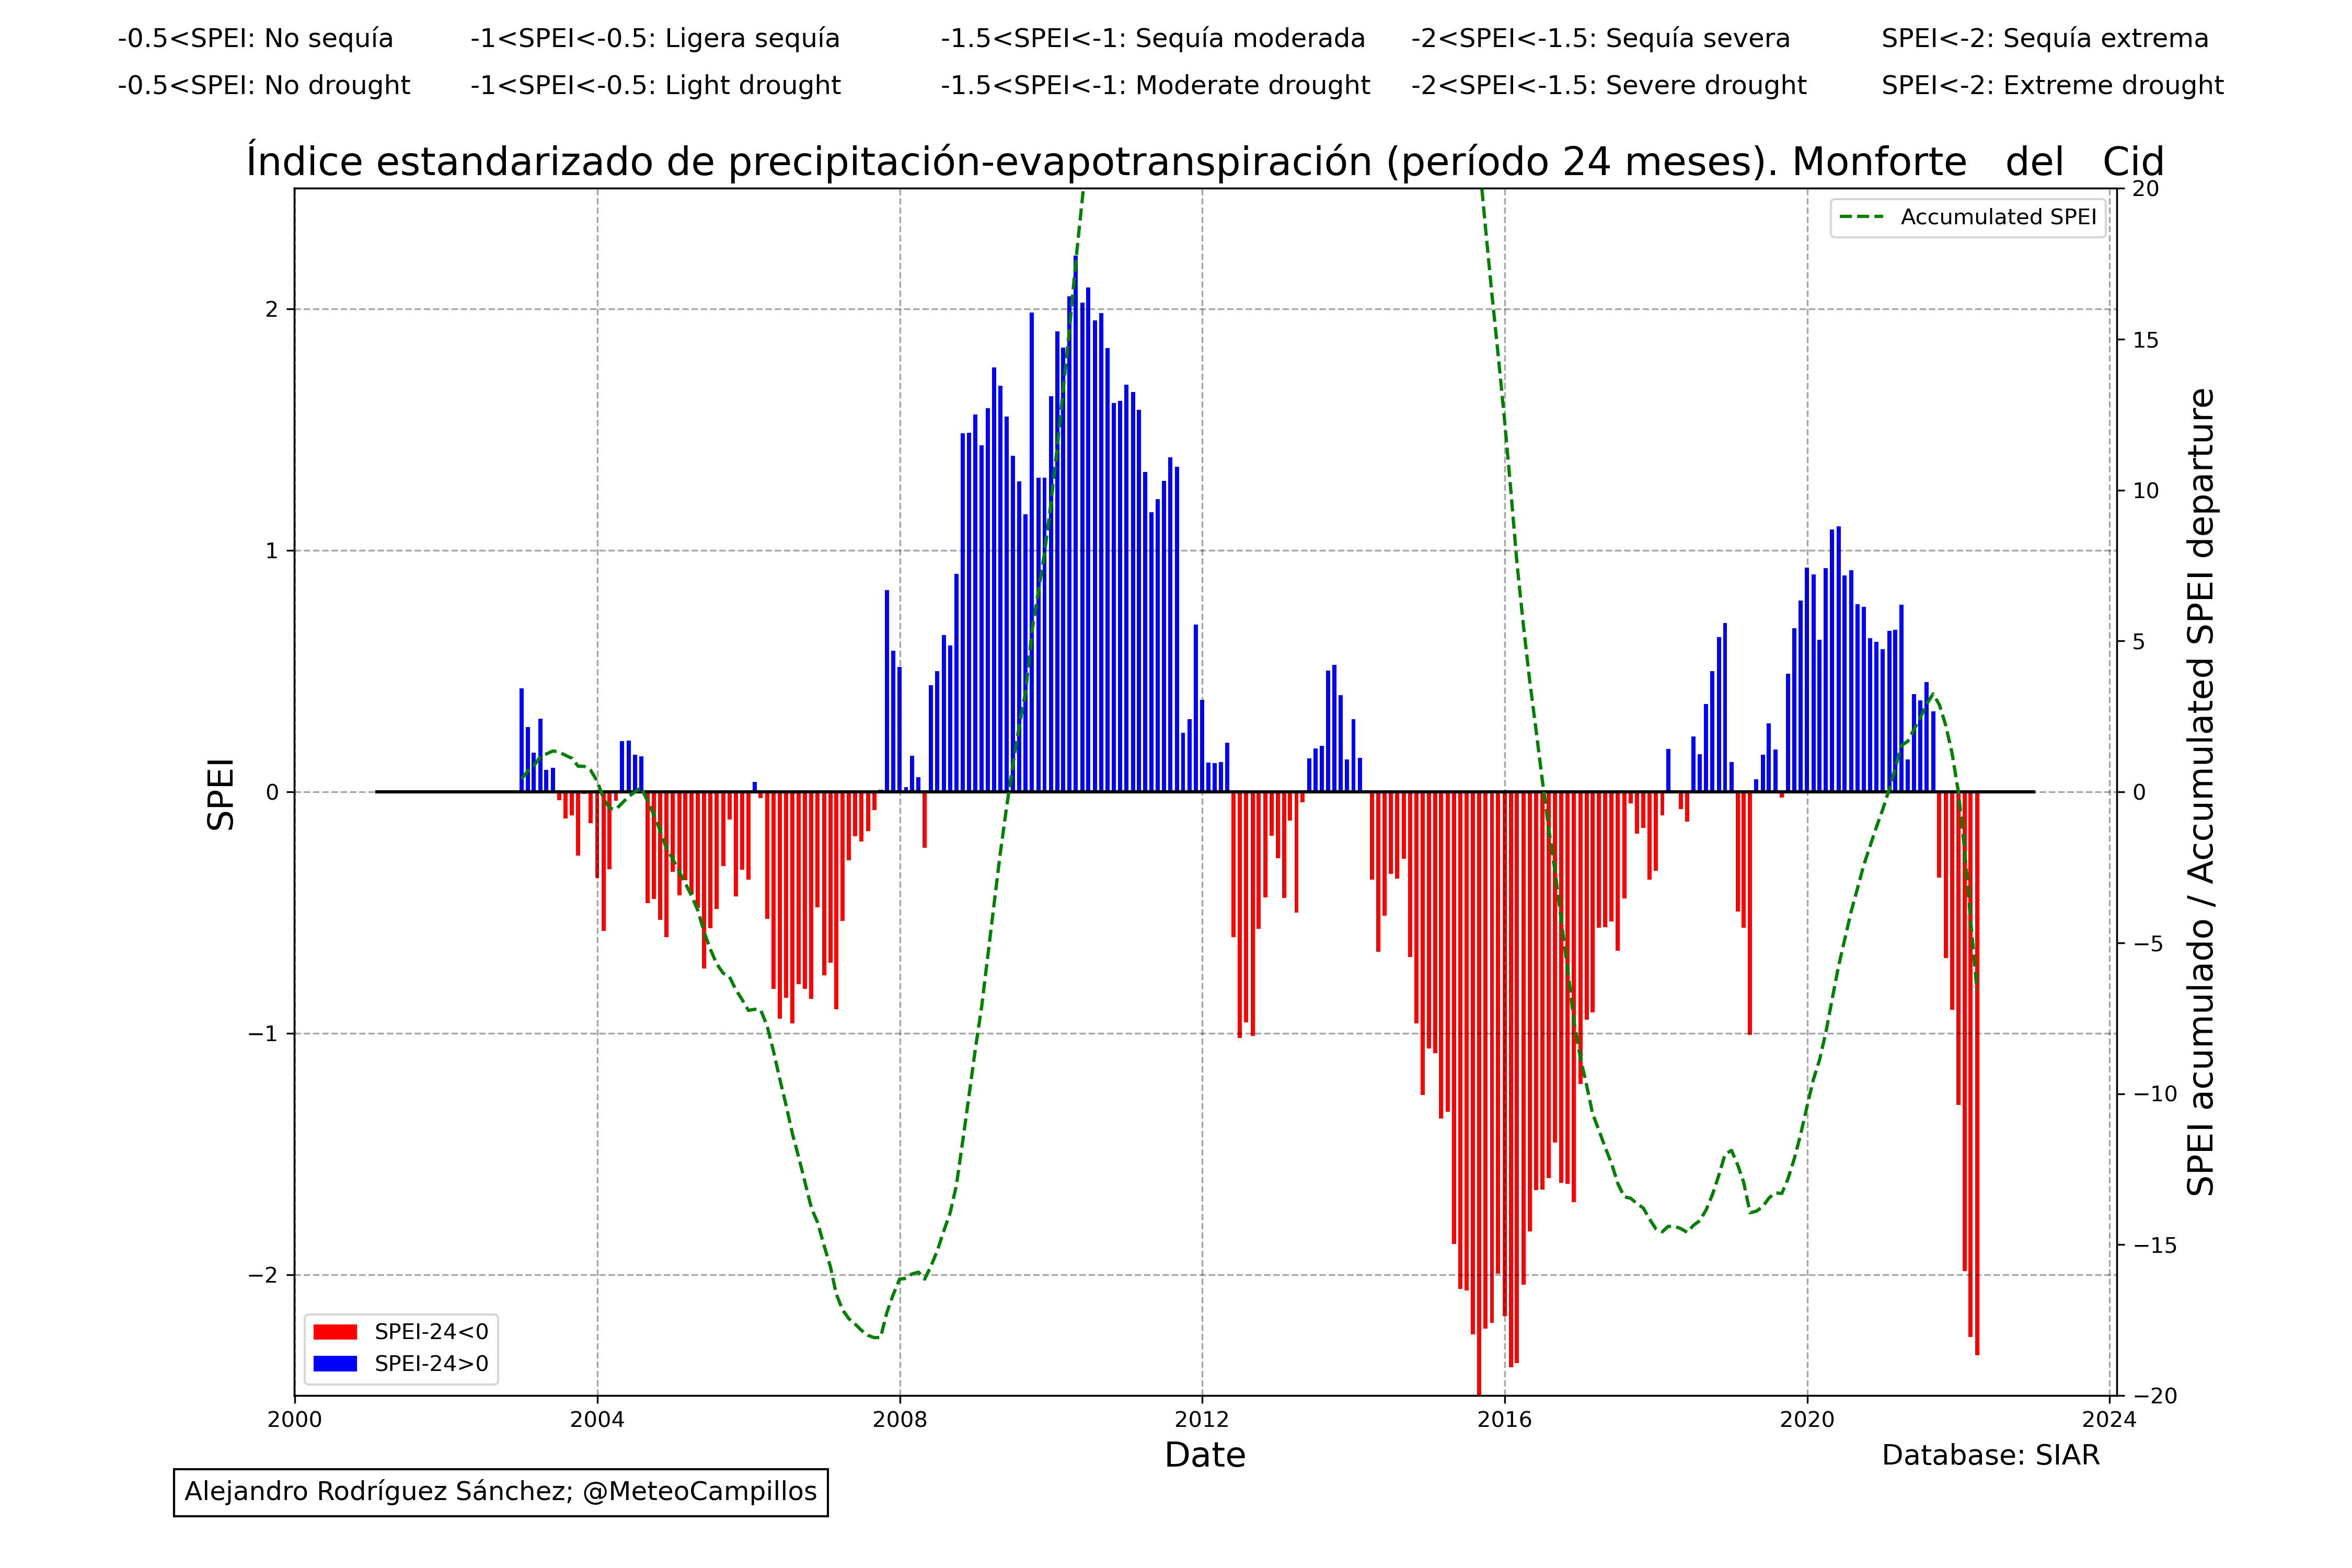 -0.5<SPEI: No sequía -1<SPEI<-0.5: Ligera sequía -1.5<SPEI<-1: Sequía moderada -2<SPEI<-1.5: Sequía severa SPEI<-2: Sequía extrema
-0.5<SPEI: No drought -1<SPEI<-0.5: Light drought -1.5<SPEI<-1: Moderate drought -2<SPEI<-1.5: Severe drought SPEI<-2: Extreme drought
Índice estandarizado de precipitación-evapotranspiración (período 24 meses). Monforte del Cid
Accumulated SPEI
SPEI
2
1
0
−1
−2
20
15
10
5
0
−5
−10
−15
−20
SPEI acumulado / Accumulated SPEI departure
SPEI-24<0
SPEI-24>0
2000 2004 2008 2012 2016 2020 2024
Date
Database: SIAR
Alejandro Rodríguez Sánchez; @MeteoCampillos